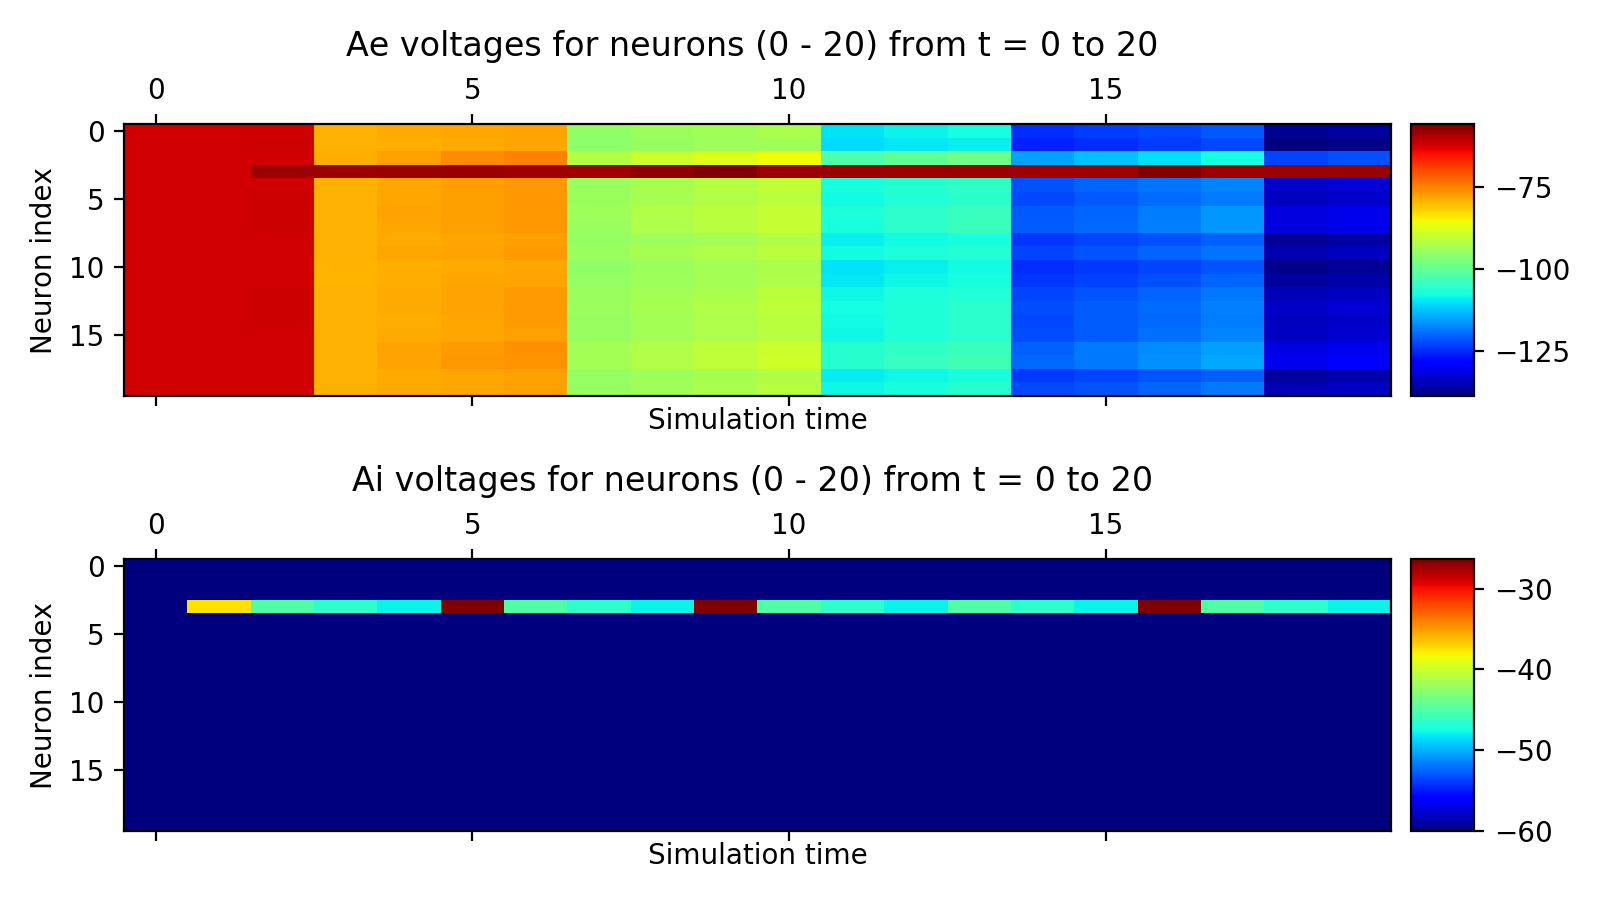 Ae voltages for neurons (0 - 20) from t = 0 to 20
0 5 10 15
Neuron index
0
5
10
15
Simulation time
−75
−100
−125
Ai voltages for neurons (0 - 20) from t = 0 to 20
0 5 10 15
Neuron index
0
5
10
15
Simulation time
−30
−40
−50
−60